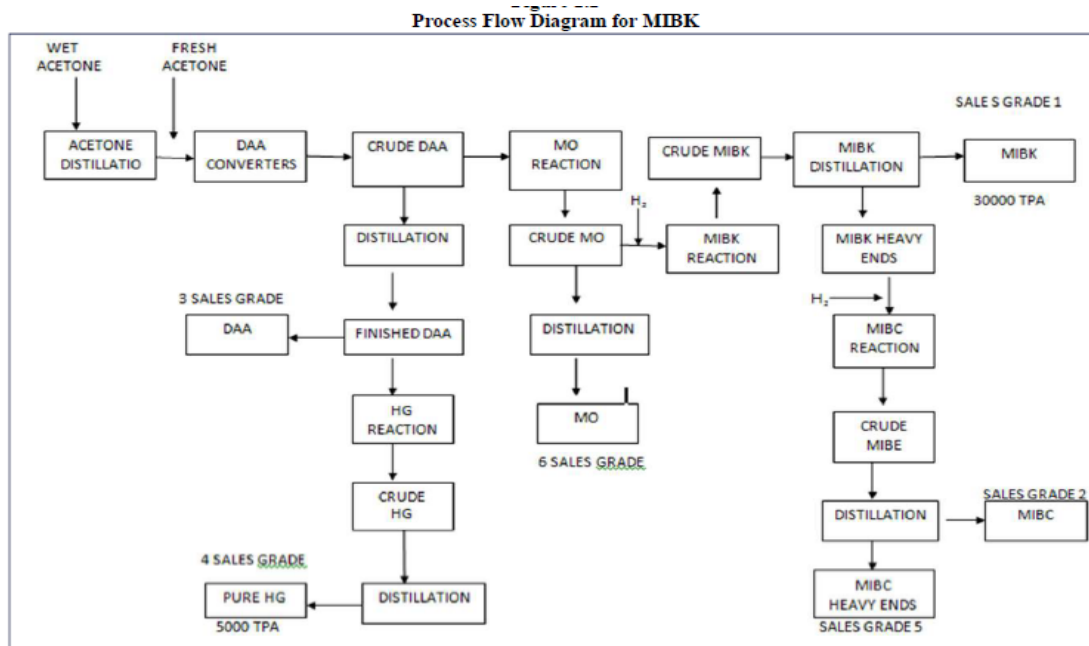 Process Flow Diagram for MIBK
WET
ACETONE
FRESH
ACETONE
SALES GRADE 1
ACETONE
DISTILLATIO
DAA
CONVERTERS
CRUDE DAA
MO
REACTION
CRUDE MIBK
MIBK
DISTILLATION
MIBK
30000 TPA
H₂
DISTILLATION
CRUDE MO
MIBK
REACTION
MIBK HEAVY
ENDS
3 SALES GRADE
H₂
DAA
FINISHED DAA
DISTILLATION
MIBC
REACTION
HG
REACTION
MO
6 SALES GRADE
CRUDE
MIBE
CRUDE
HG
SALES GRADE 2
DISTILLATION
MIBC
4 SALES GRADE
PURE HG
5000 TPA
DISTILLATION
MIBC
HEAVY ENDS
SALES GRADE 5